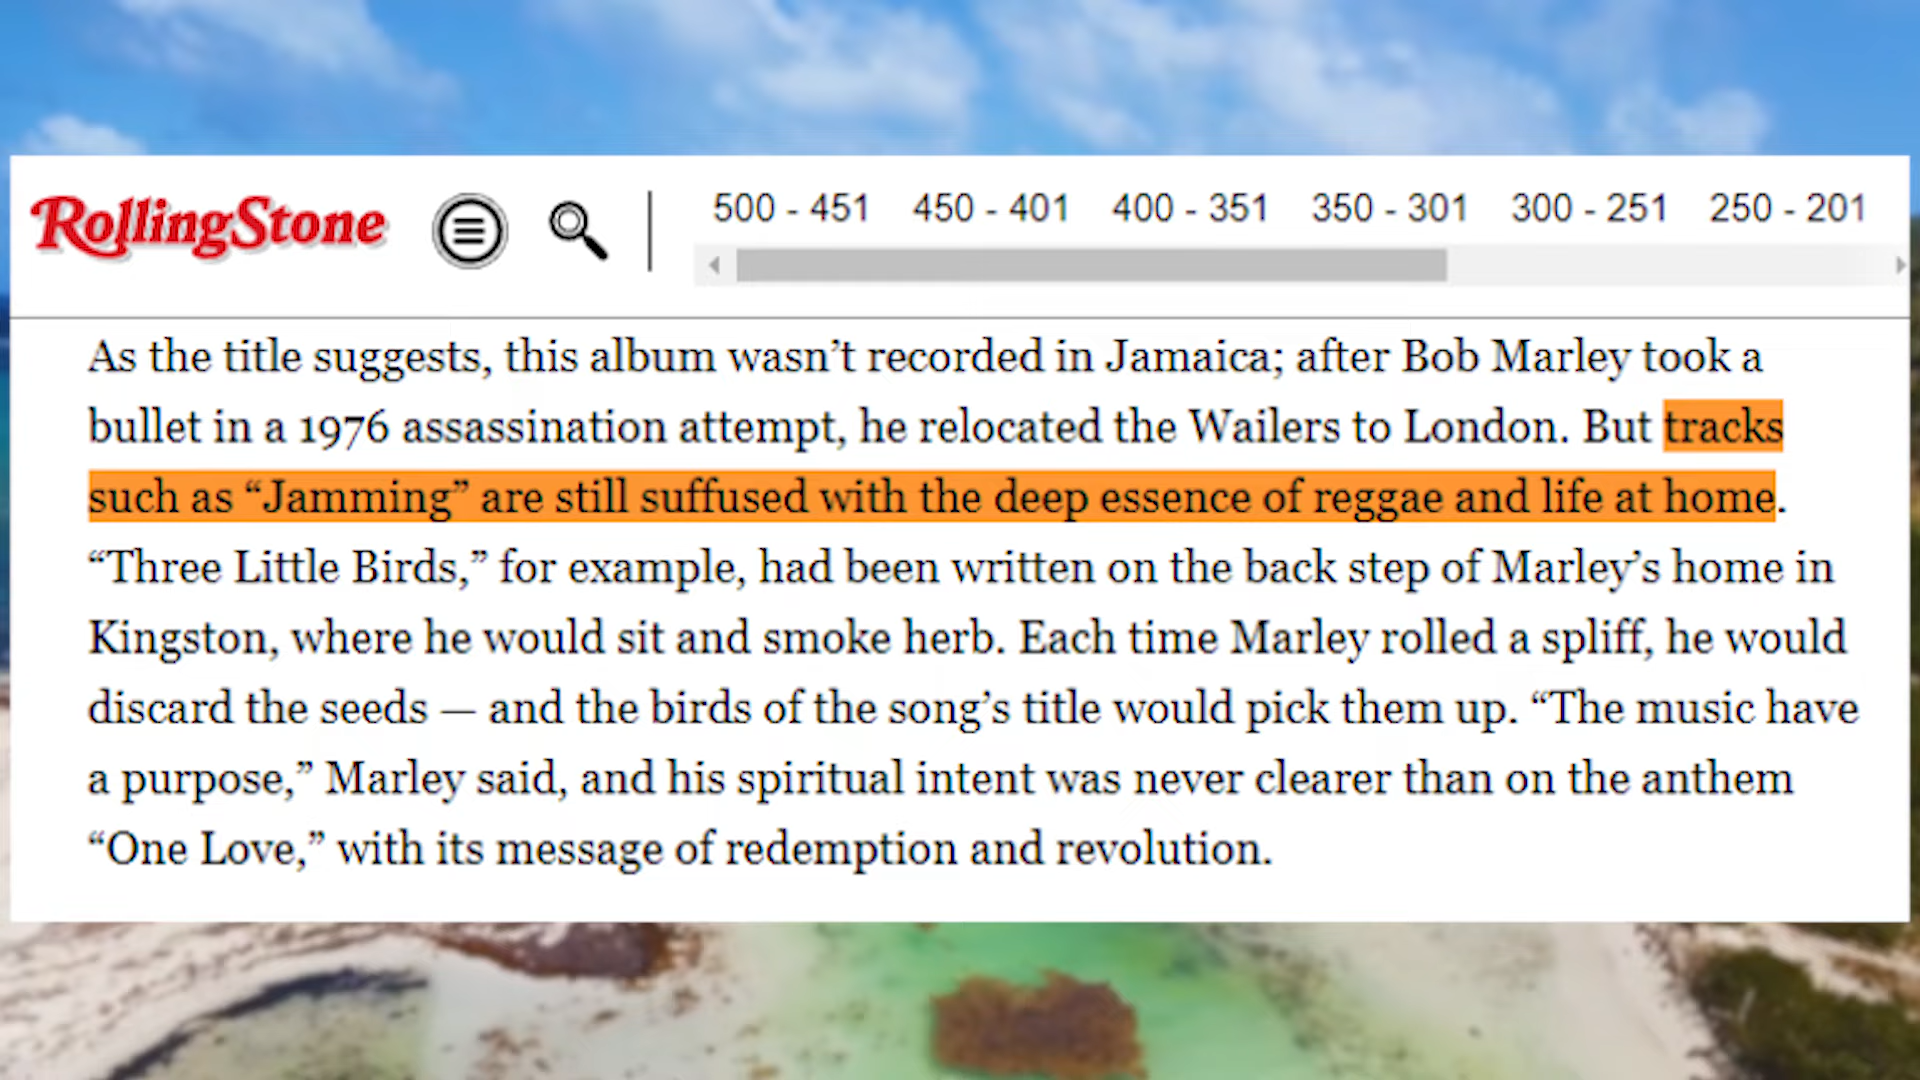 RollingStone
500 - 451 450 - 401 400 - 351 350 - 301 300 - 251 250 - 201
As the title suggests, this album wasn’t recorded in Jamaica; after Bob Marley took a
bullet in a 1976 assassination attempt, he relocated the Wailers to London. But tracks
such as “Jamming” are still suffused with the deep essence of reggae and life at home.
“Three Little Birds,” for example, had been written on the back step of Marley’s home in
Kingston, where he would sit and smoke herb. Each time Marley rolled a spliff, he would
discard the seeds — and the birds of the song’s title would pick them up. “The music have
a purpose,” Marley said, and his spiritual intent was never clearer than on the anthem
“One Love,” with its message of redemption and revolution.